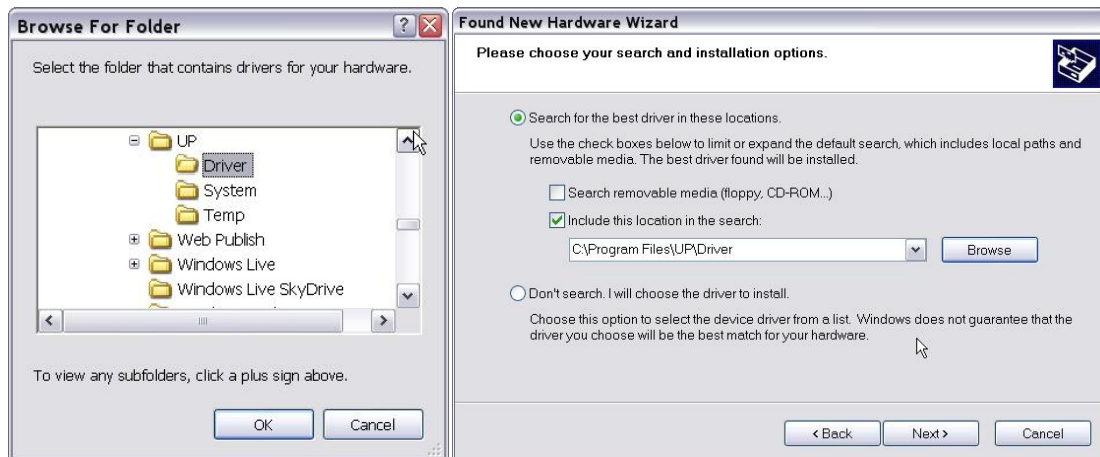 Browse For Folder
Select the folder that contains drivers for your hardware.
UP
Driver
System
Temp
Web Publish
Windows Live
Windows Live SkyDrive
To view any subfolders, click a plus sign above.
OK
Cancel
Found New Hardware Wizard
Please choose your search and installation options.
Search for the best driver in these locations.
Use the check boxes below to limit or expand the default search, which includes local paths and
removable media. The best driver found will be installed.
Search removable media (floppy, CD-ROM...)
Include this location in the search:
C:\Program Files\UP\Driver
Browse
Don't search. I will choose the driver to install.
Choose this option to select the device driver from a list. Windows does not guarantee that the
driver you choose will be the best match for your hardware.
< Back
Next >
Cancel